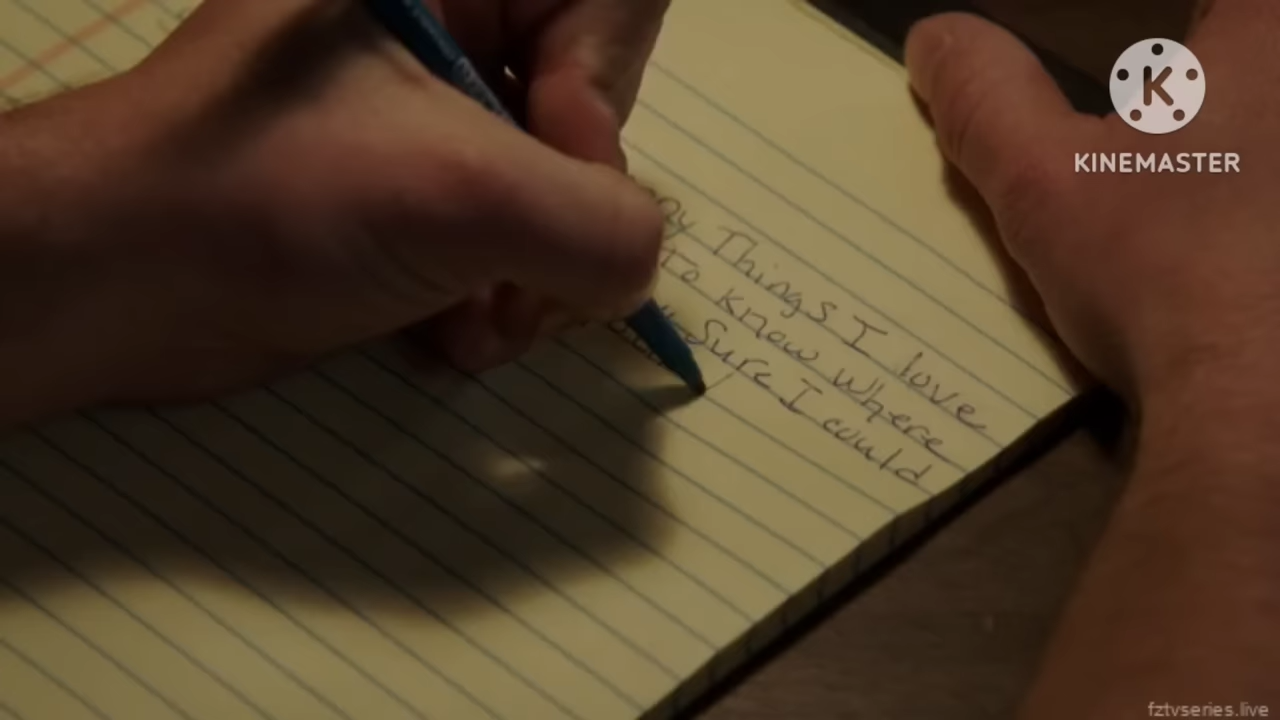 Things I love
To know where
Sure I could
K
KINEMASTER
fztvseries.live